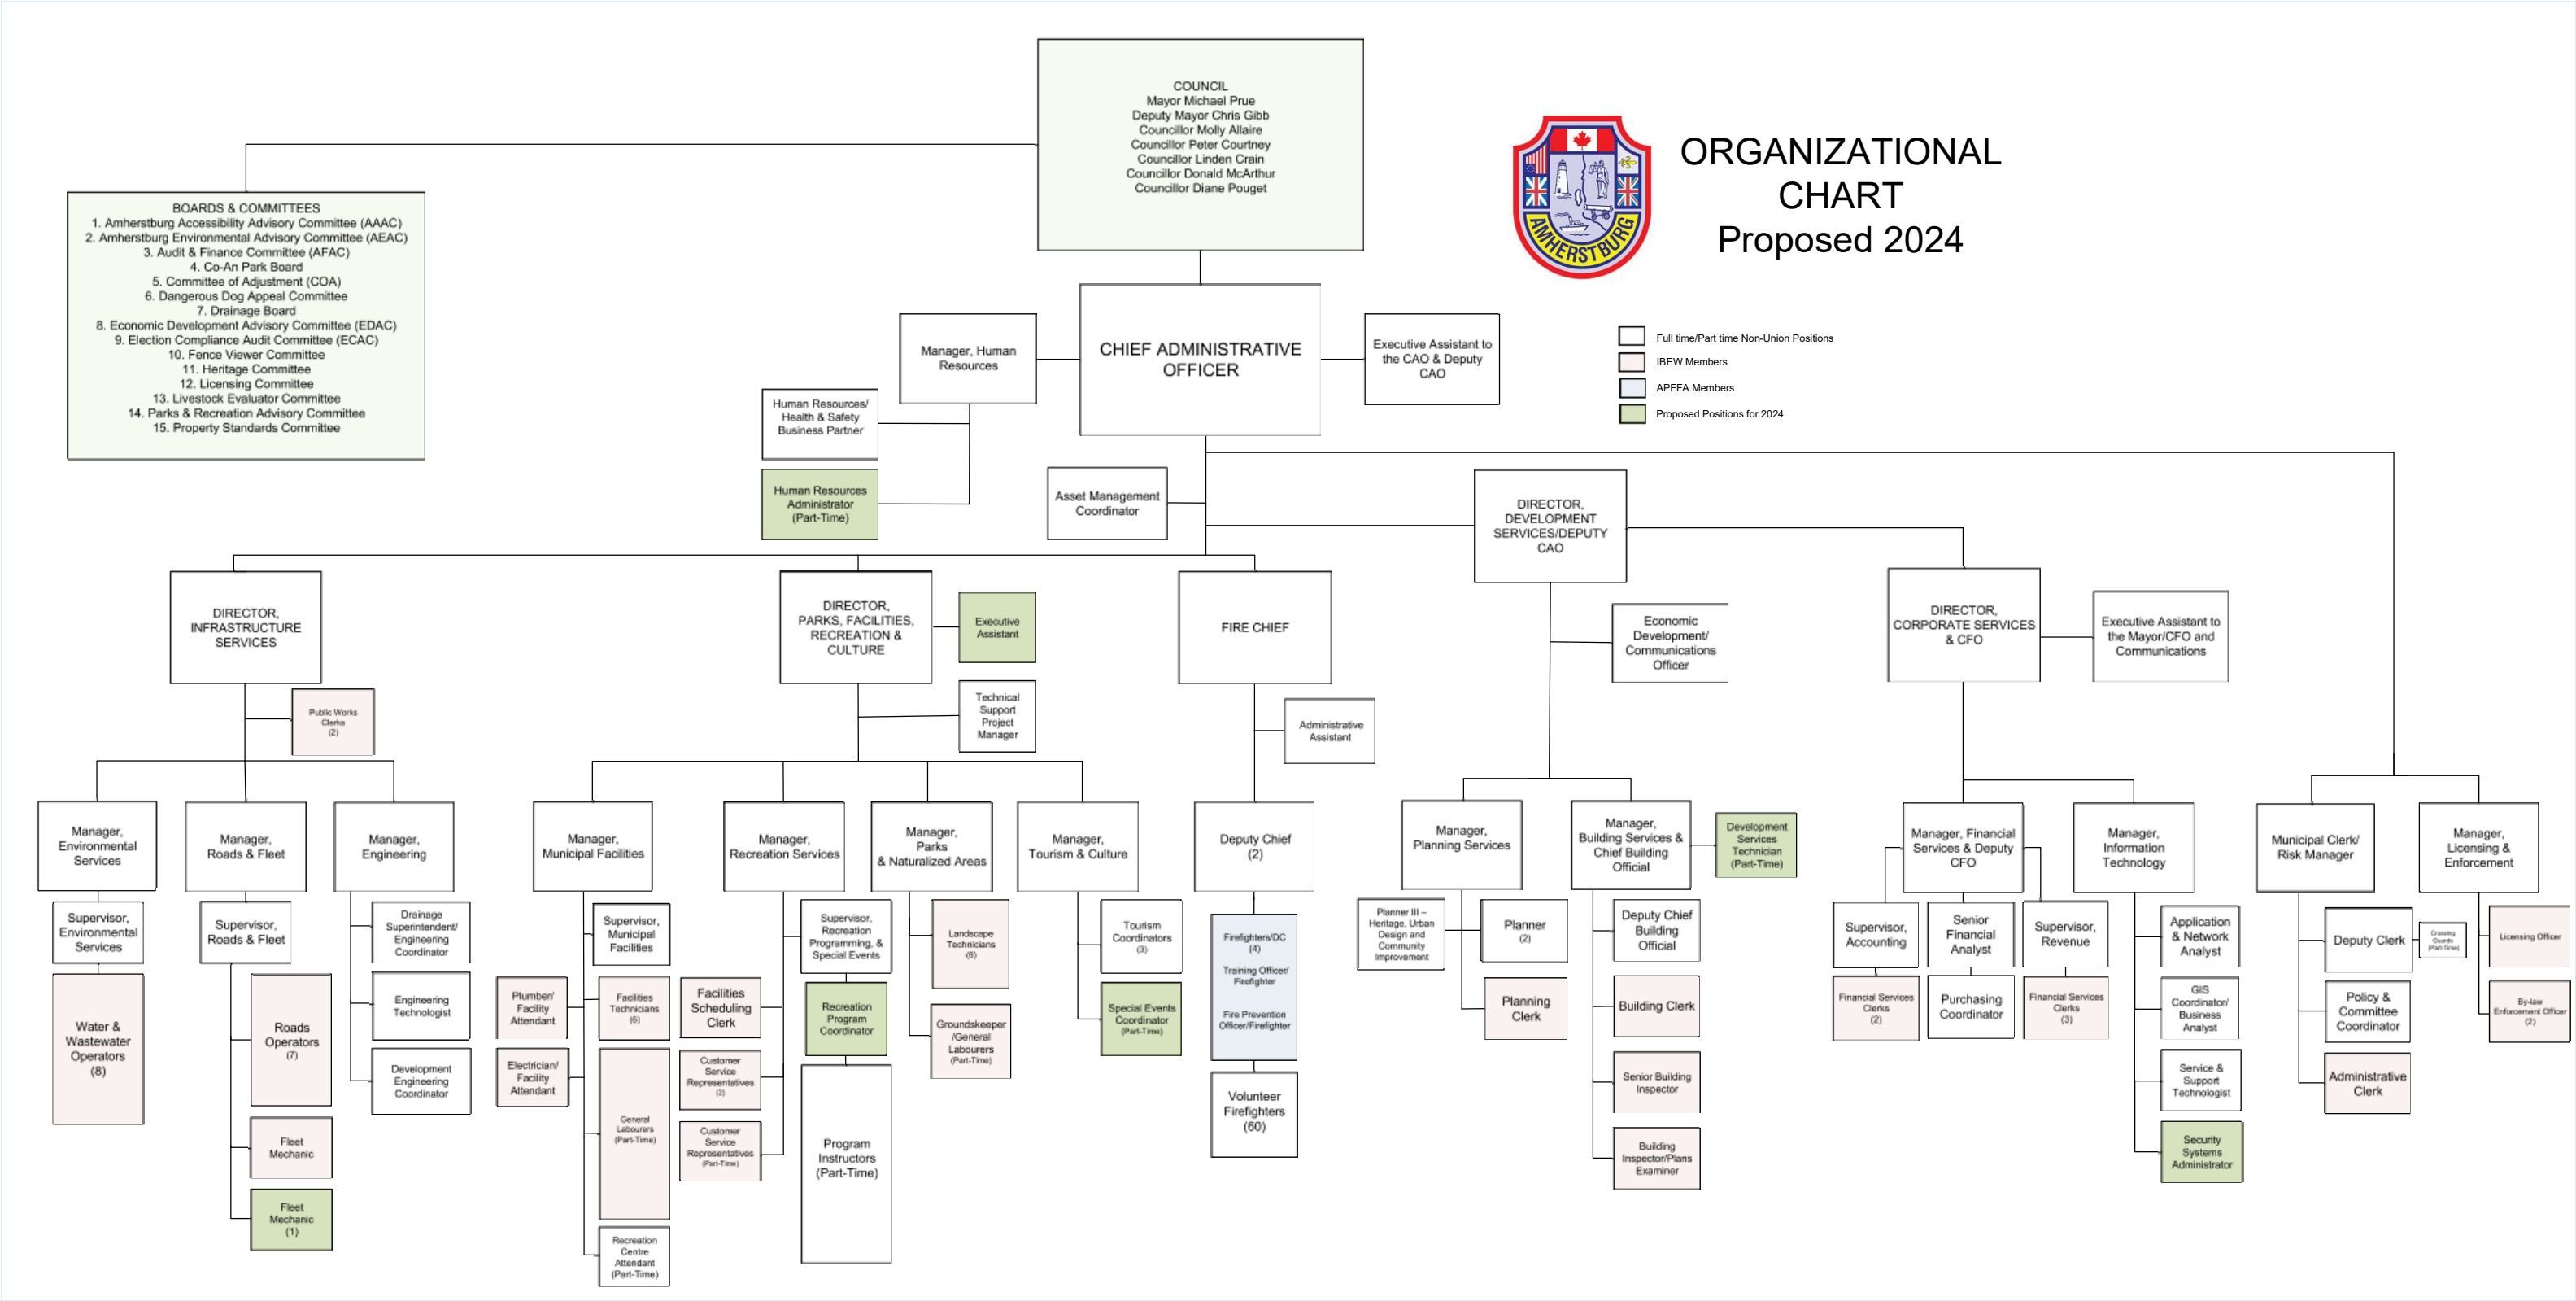 COUNCIL
Mayor Michael Prue
Deputy Mayor Chris Gibb
Councillor Molly Allaire
Councillor Peter Courtney
Councillor Linden Crain
Councillor Donald McArthur
Councillor Diane Pouget
AMHERSTBURG
ORGANIZATIONAL
CHART
Proposed 2024
BOARDS & COMMITTEES
1. Amherstburg Accessibility Advisory Committee (AAAC)
2. Amherstburg Environmental Advisory Committee (AEAC)
3. Audit & Finance Committee (AFAC)
4. Co-An Park Board
5. Committee of Adjustment (COA)
6. Dangerous Dog Appeal Committee
7. Drainage Board
8. Economic Development Advisory Committee (EDAC)
9. Election Compliance Audit Committee (ECAC)
10. Fence Viewer Committee
11. Heritage Committee
12. Licensing Committee
13. Livestock Evaluator Committee
14. Parks & Recreation Advisory Committee
15. Property Standards Committee
Manager, Human
Resources
CHIEF ADMINISTRATIVE
OFFICER
Executive Assistant to
the CAO & Deputy
CAO
Full time/Part time Non-Union Positions
IBEW Members
APFFA Members
Proposed Positions for 2024
Human Resources/
Health & Safety
Business Partner
Human Resources
Administrator
(Part-Time)
Asset Management
Coordinator
DIRECTOR,
DEVELOPMENT
SERVICES/DEPUTY
CAO
DIRECTOR,
INFRASTRUCTURE
SERVICES
DIRECTOR,
PARKS, FACILITIES,
RECREATION &
CULTURE
Executive
Assistant
FIRE CHIEF
Economic
Development/
Communications
Officer
DIRECTOR,
CORPORATE SERVICES
& CFO
Executive Assistant to
the Mayor/CFO and
Communications
Public Works
Clerks
(2)
Technical
Support
Project
Manager
Administrative
Assistant
Manager,
Environmental
Services
Manager,
Roads & Fleet
Manager,
Engineering
Manager,
Municipal Facilities
Manager,
Recreation Services
Manager,
Parks
& Naturalized Areas
Manager,
Tourism & Culture
Deputy Chief
(2)
Manager,
Planning Services
Manager,
Building Services &
Chief Building
Official
Development
Services
Technician
(Part-Time)
Manager, Financial
Services & Deputy
CFO
Manager,
Information
Technology
Municipal Clerk/
Risk Manager
Manager,
Licensing &
Enforcement
Supervisor,
Environmental
Services
Water &
Wastewater
Operators
(8)
Supervisor,
Roads & Fleet
Roads
Operators
(7)
Fleet
Mechanic
Fleet
Mechanic
(1)
Drainage
Superintendent/
Engineering
Coordinator
Engineering
Technologist
Development
Engineering
Coordinator
Supervisor,
Municipal
Facilities
Plumber/
Facility
Attendant
Facilities
Technicians
(6)
Electrician/
Facility
Attendant
General
Labourers
(Part-Time)
Recreation
Centre
Attendant
(Part-Time)
Supervisor,
Recreation
Programming, &
Special Events
Facilities
Scheduling
Clerk
Recreation
Program
Coordinator
Customer
Service
Representatives
(2)
Customer
Service
Representatives
(Part-Time)
Program
Instructors
(Part-Time)
Landscape
Technicians
(6)
Groundskeeper
/General
Labourers
(Part-Time)
Tourism
Coordinators
(3)
Special Events
Coordinator
(Part-Time)
Firefighters/DC
(4)
Training Officer/
Firefighter
Fire Prevention
Officer/Firefighter
Volunteer
Firefighters
(60)
Planner III –
Heritage, Urban
Design and
Community
Improvement
Planner
(2)
Planning
Clerk
Deputy Chief
Building
Official
Building Clerk
Senior Building
Inspector
Building
Inspector/Plans
Examiner
Supervisor,
Accounting
Senior
Financial
Analyst
Supervisor,
Revenue
Financial Services
Clerks
(2)
Purchasing
Coordinator
Financial Services
Clerks
(3)
Application
& Network
Analyst
GIS
Coordinator/
Business
Analyst
Service &
Support
Technologist
Security
Systems
Administrator
Deputy Clerk
Crossing
Guards
(Part-Time)
Policy &
Committee
Coordinator
Administrative
Clerk
Licensing Officer
By-law
Enforcement Officer
(2)